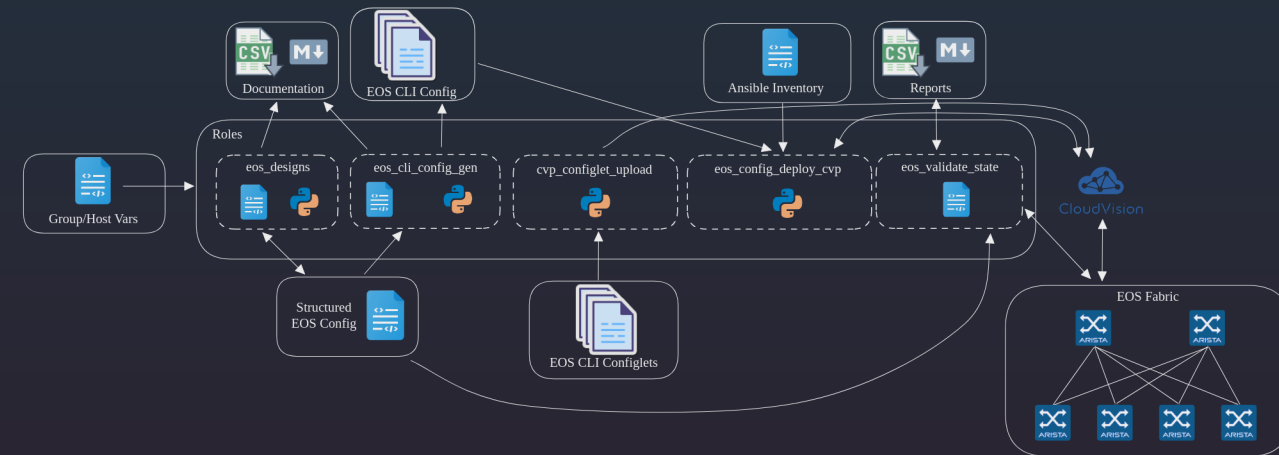 CSV
M
Documentation
EOS CLI Config
Ansible Inventory
CSV
M
Reports
Roles
Group/Host Vars
eos_designs
eos_cli_config_gen
cvp_configlet_upload
eos_config_deploy_cvp
eos_validate_state
CloudVision
Structured
EOS Config
EOS CLI Configlets
EOS Fabric
ARISTA
ARISTA
ARISTA
ARISTA
ARISTA
ARISTA